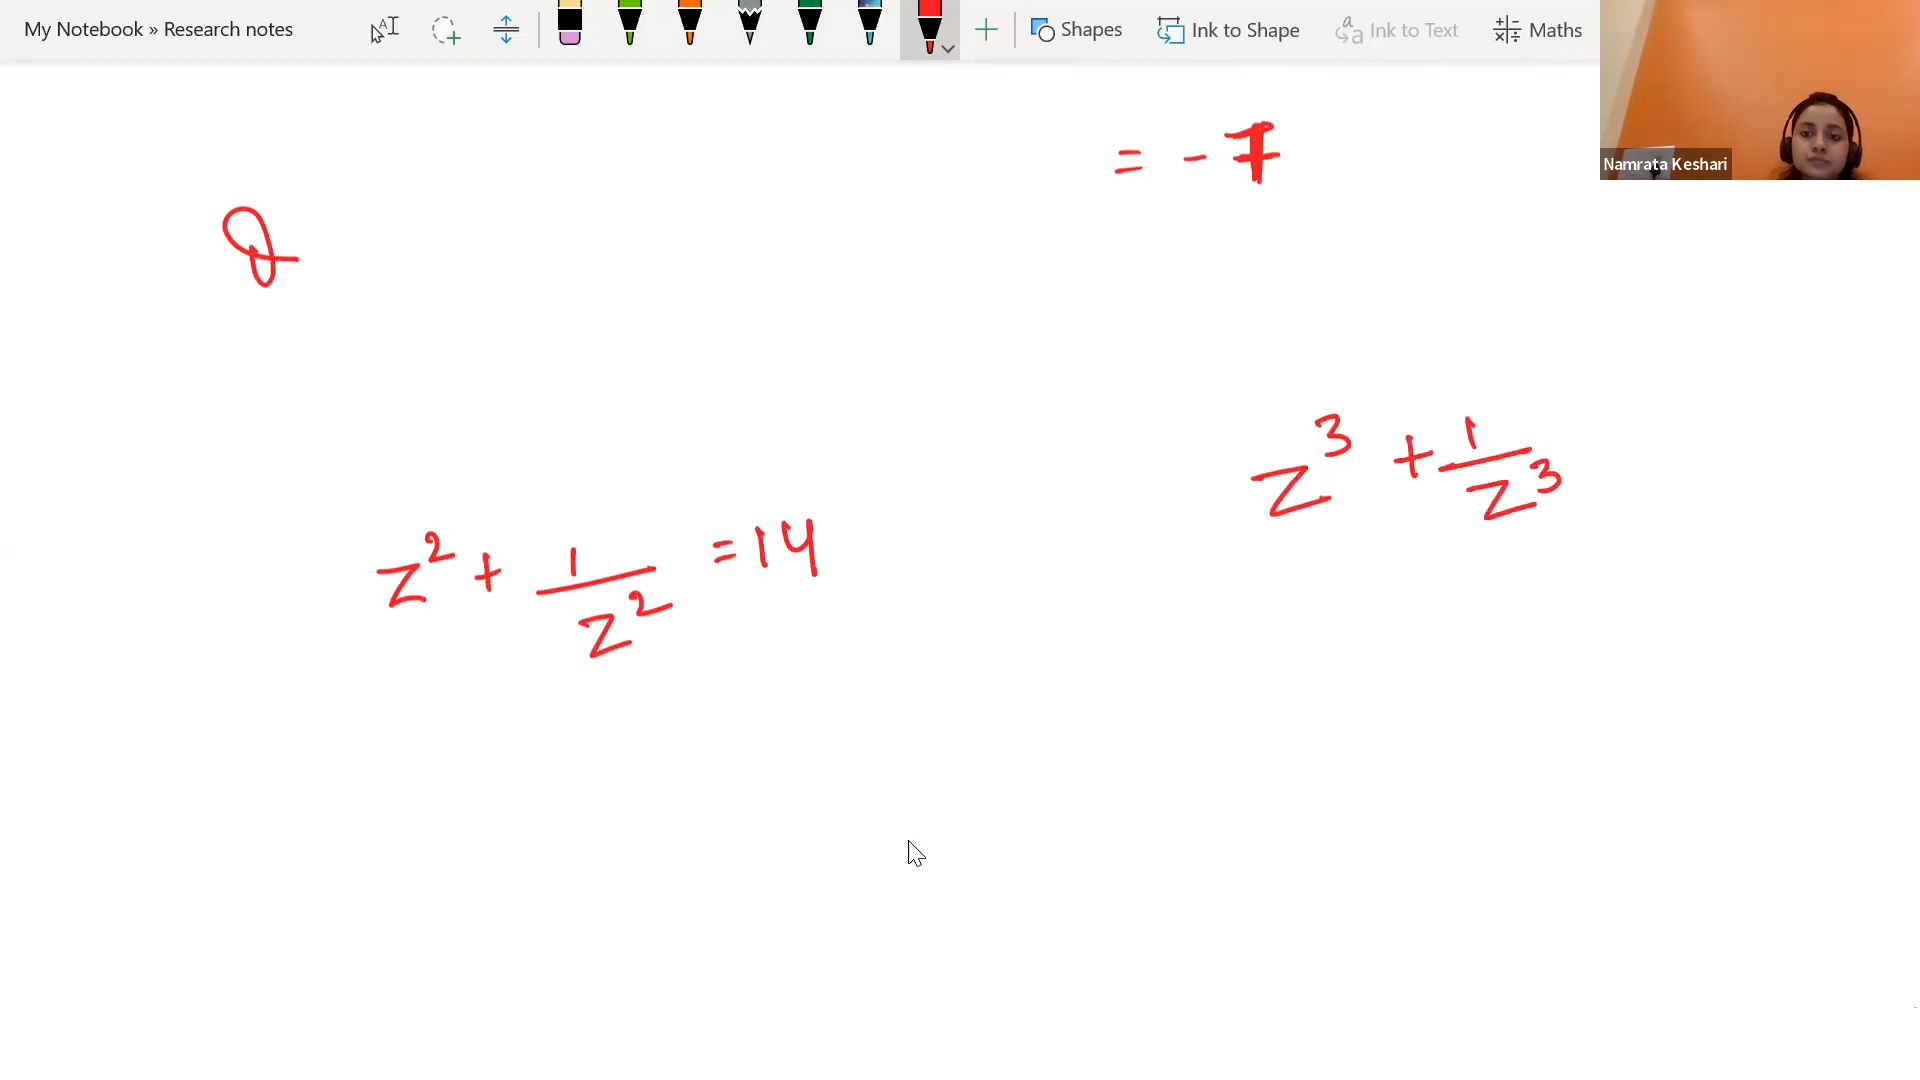 My Notebook » Research notes
Shapes
Ink to Shape
Ink to Text
Maths
Namrata Keshari
= - 7
Q
z³ + 1/z³
z² + 1/z² = 14